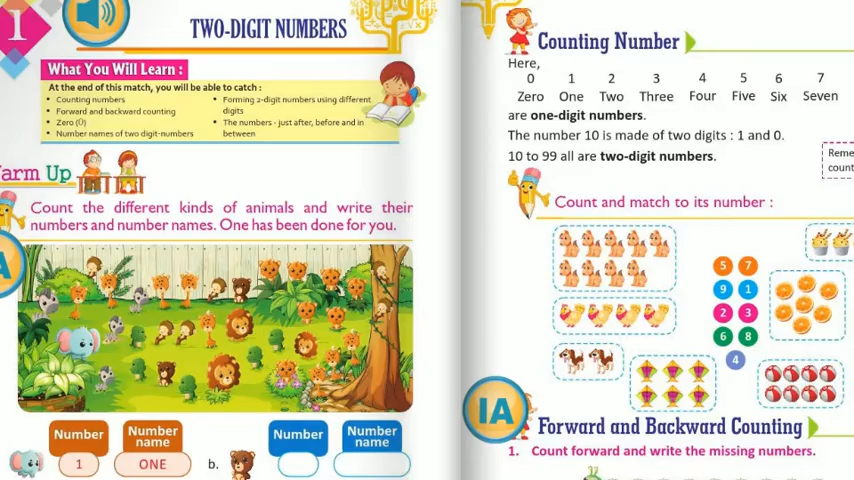 1
TWO-DIGIT NUMBERS
What You Will Learn :
At the end of this match, you will be able to catch :
• Counting numbers
• Forward and backward counting
• Zero (0)
• Number names of two digit-numbers
• Forming 2-digit numbers using different
digits
• The numbers - just after, before and in
between
arm Up
Count the different kinds of animals and write their
numbers and number names. One has been done for you.
A
Number
Number
name
1
ONE
b.
Number
Number
name
Counting Number
Here,
0 1 2 3 4 5 6 7
Zero One Two Three Four Five Six Seven
are one-digit numbers.
The number 10 is made of two digits : 1 and 0.
10 to 99 all are two-digit numbers.
Reme
count
Count and match to its number :
5 7
9 1
2 3
6 8
4
IA
Forward and Backward Counting
1. Count forward and write the missing numbers.